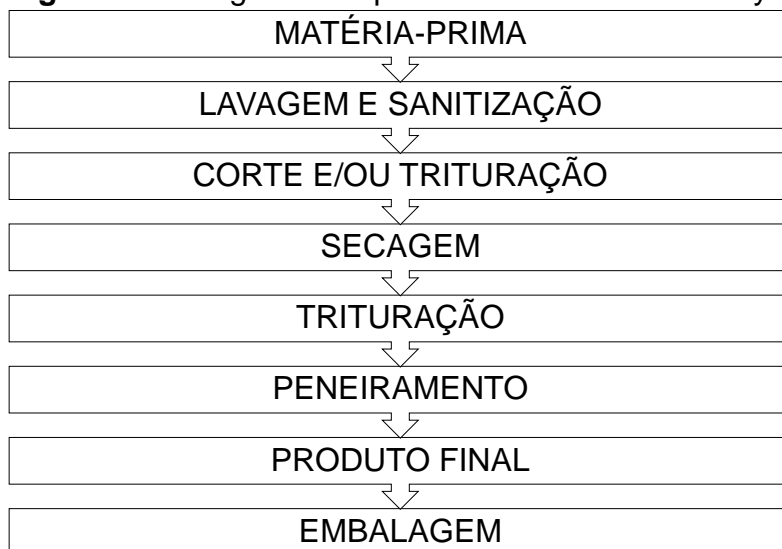 MATÉRIA-PRIMA
LAVAGEM E SANITIZAÇÃO
CORTE E/OU TRITURAÇÃO
SECAGEM
TRITURAÇÃO
PENEIRAMENTO
PRODUTO FINAL
EMBALAGEM